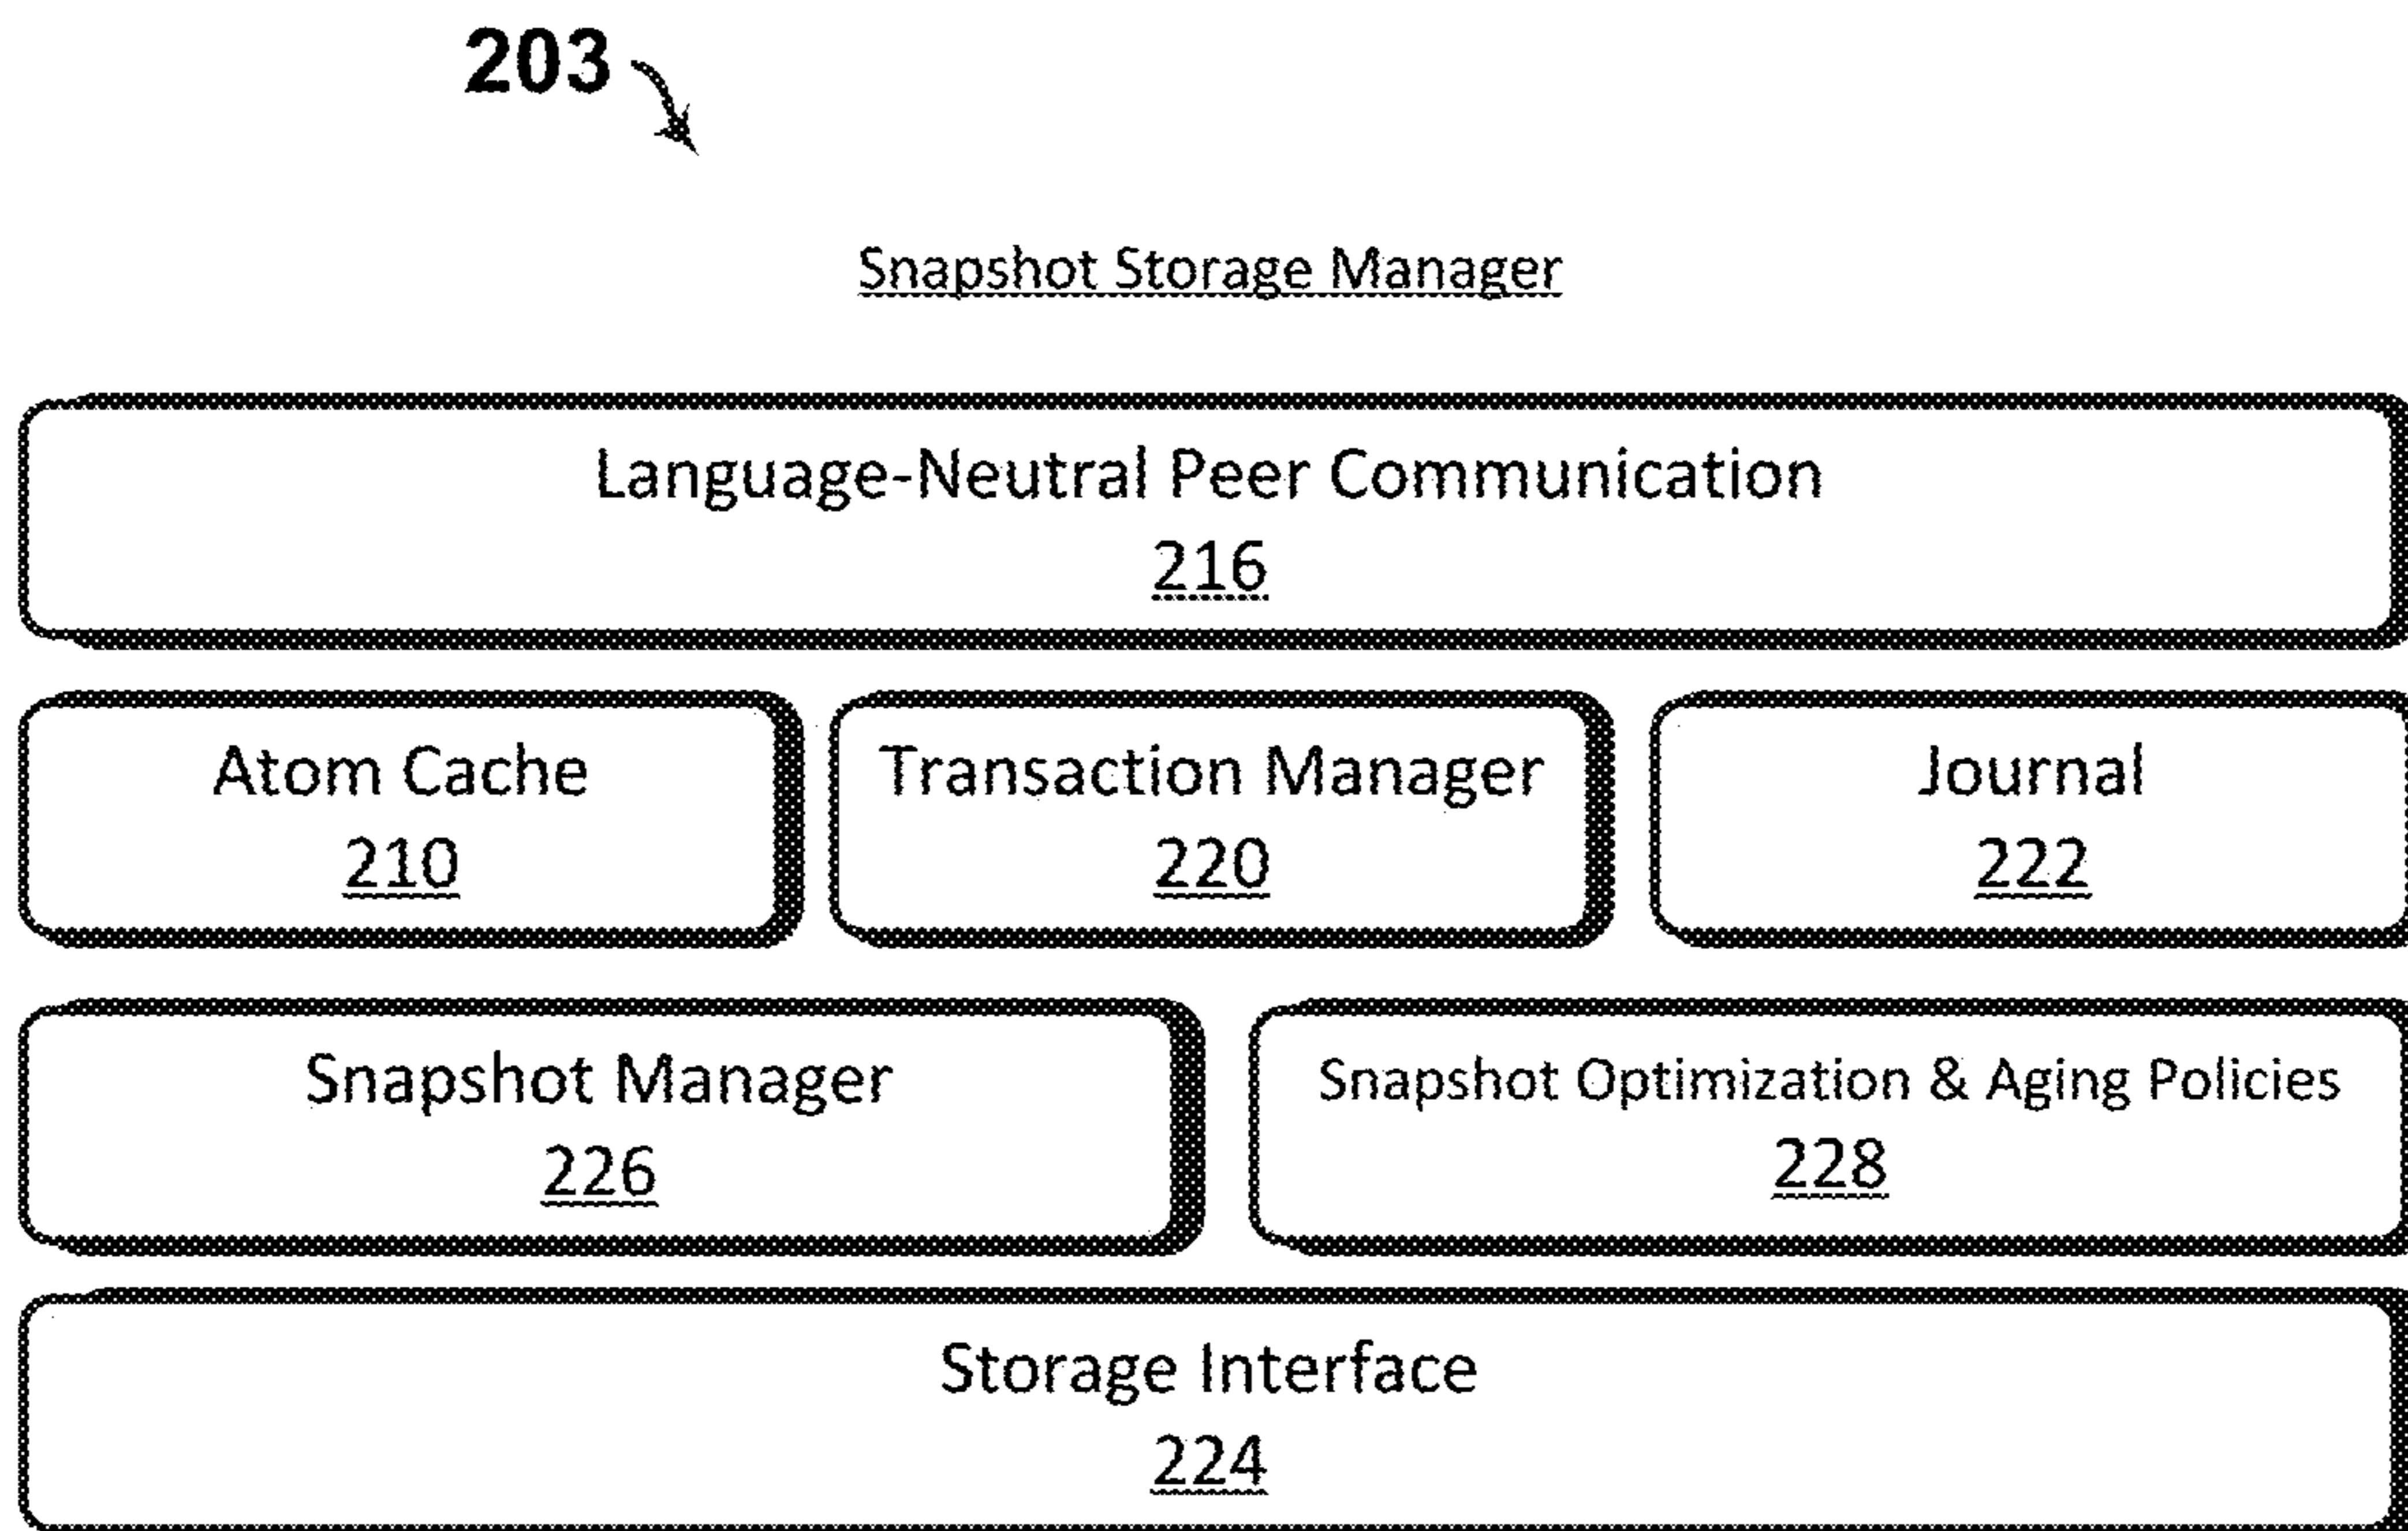 203
Snapshot Storage Manager
Language-Neutral Peer Communication
216
Atom Cache
210
Transaction Manager
220
Journal
222
Snapshot Manager
226
Snapshot Optimization & Aging Policies
228
Storage Interface
224